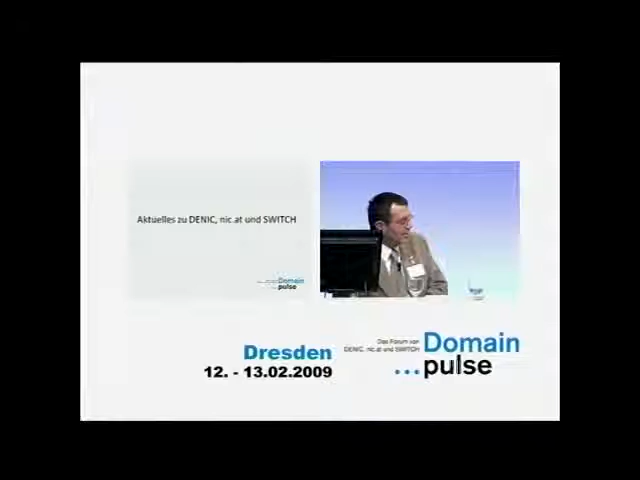 Aktuelles zu DENIC, nic.at und SWITCH
Domain
pulse
Dresden
12. - 13.02.2009
Das Forum von
DENIC, nic.at und SWITCH
Domain
...pulse